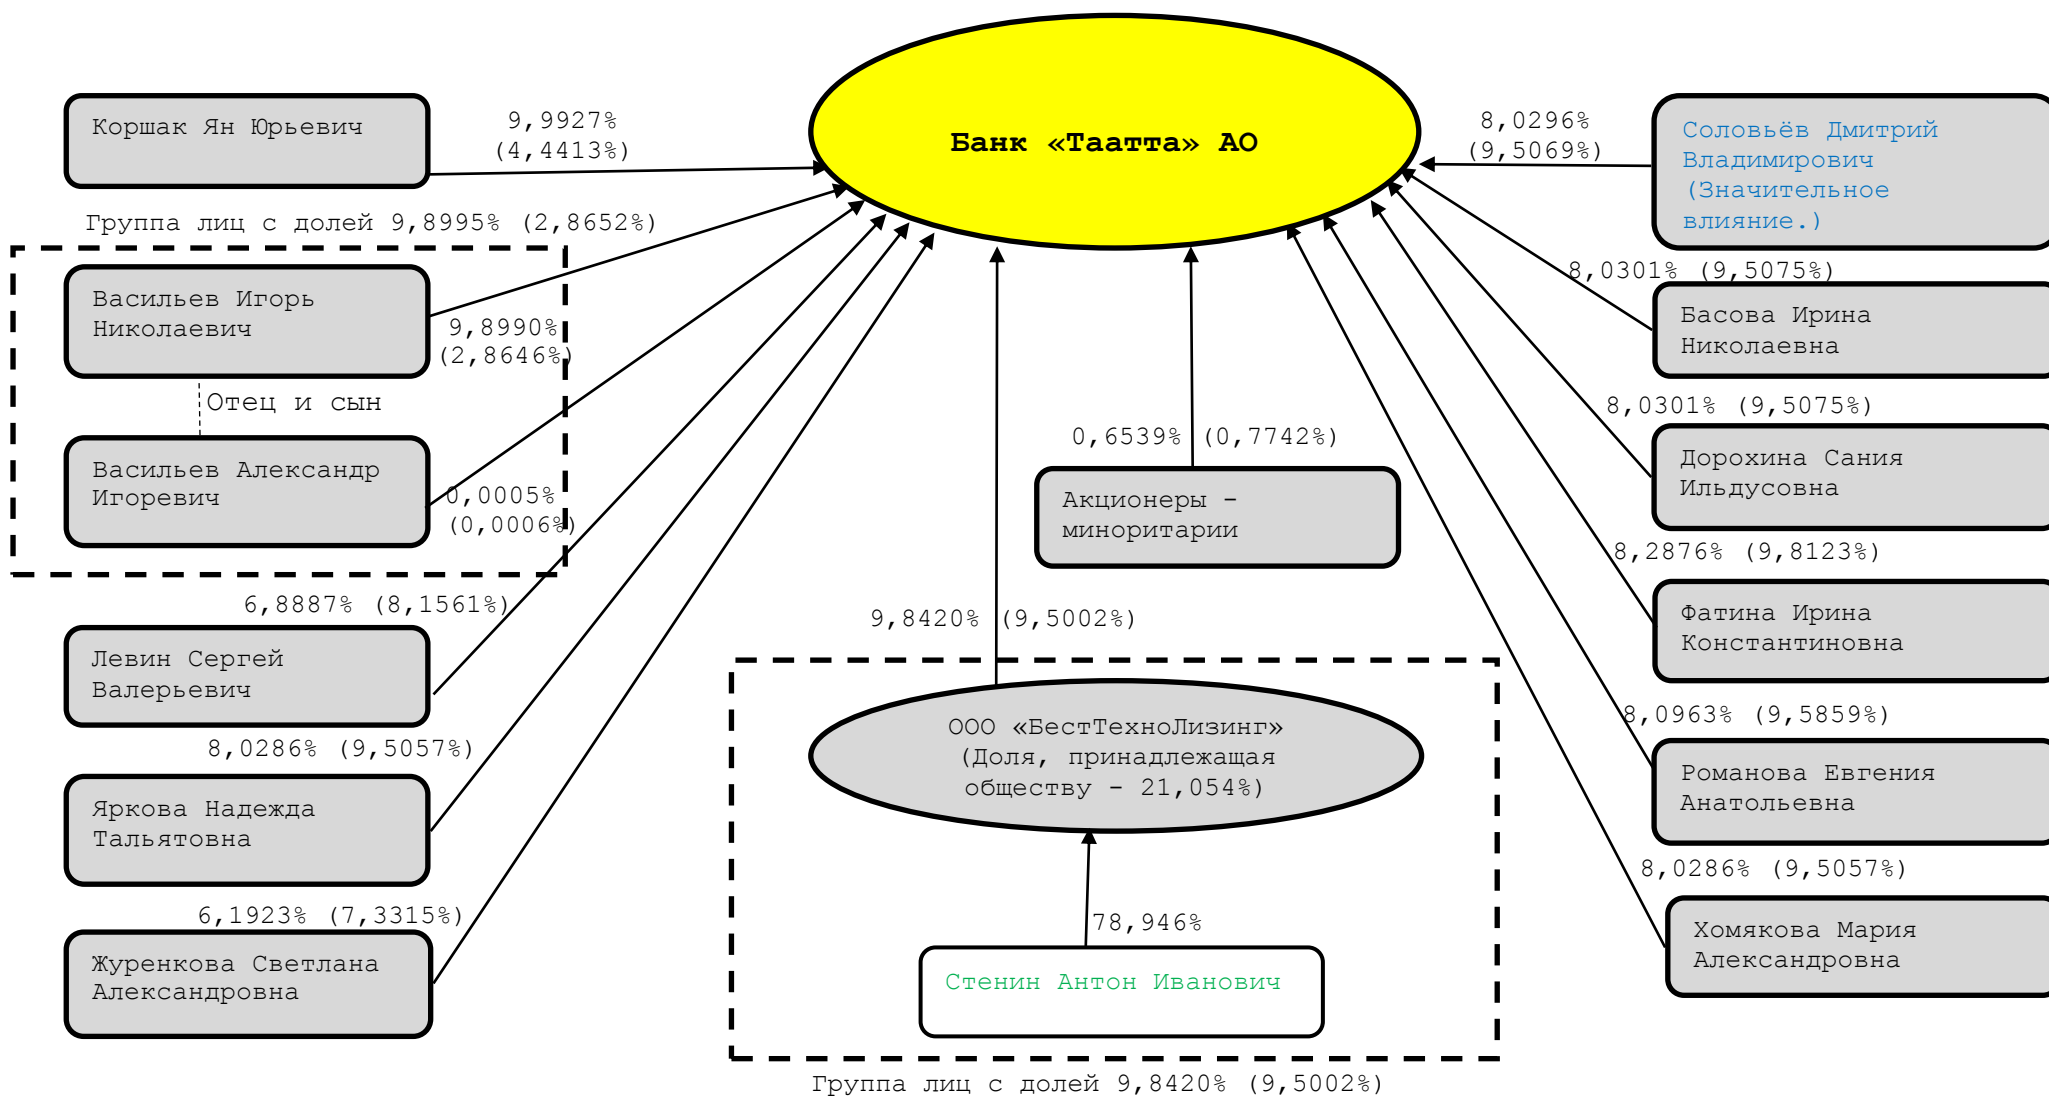 Банк «Таатта» АО
Коршак Ян Юрьевич
9,9927%
(4,4413%)
Группа лиц с долей 9,8995% (2,8652%)
Васильев Игорь
Николаевич
9,8990%
(2,8646%)
Отец и сын
Васильев Александр
Игоревич
0,0005%
(0,0006%)
6,8887% (8,1561%)
Левин Сергей
Валерьевич
8,0286% (9,5057%)
Яркова Надежда
Тальятовна
6,1923% (7,3315%)
Журенкова Светлана
Александровна
0,6539% (0,7742%)
Акционеры -
миноритарии
9,8420% (9,5002%)
ООО «БестТехноЛизинг»
(Доля, принадлежащая
обществу - 21,054%)
78,946%
Стенин Антон Иванович
Группа лиц с долей 9,8420% (9,5002%)
8,0296%
(9,5069%)
Соловьёв Дмитрий
Владимирович
(Значительное
влияние.)
8,0301% (9,5075%)
Басова Ирина
Николаевна
8,0301% (9,5075%)
Дорохина Сания
Ильдусовна
8,2876% (9,8123%)
Фатина Ирина
Константиновна
8,0963% (9,5859%)
Романова Евгения
Анатольевна
8,0286% (9,5057%)
Хомякова Мария
Александровна